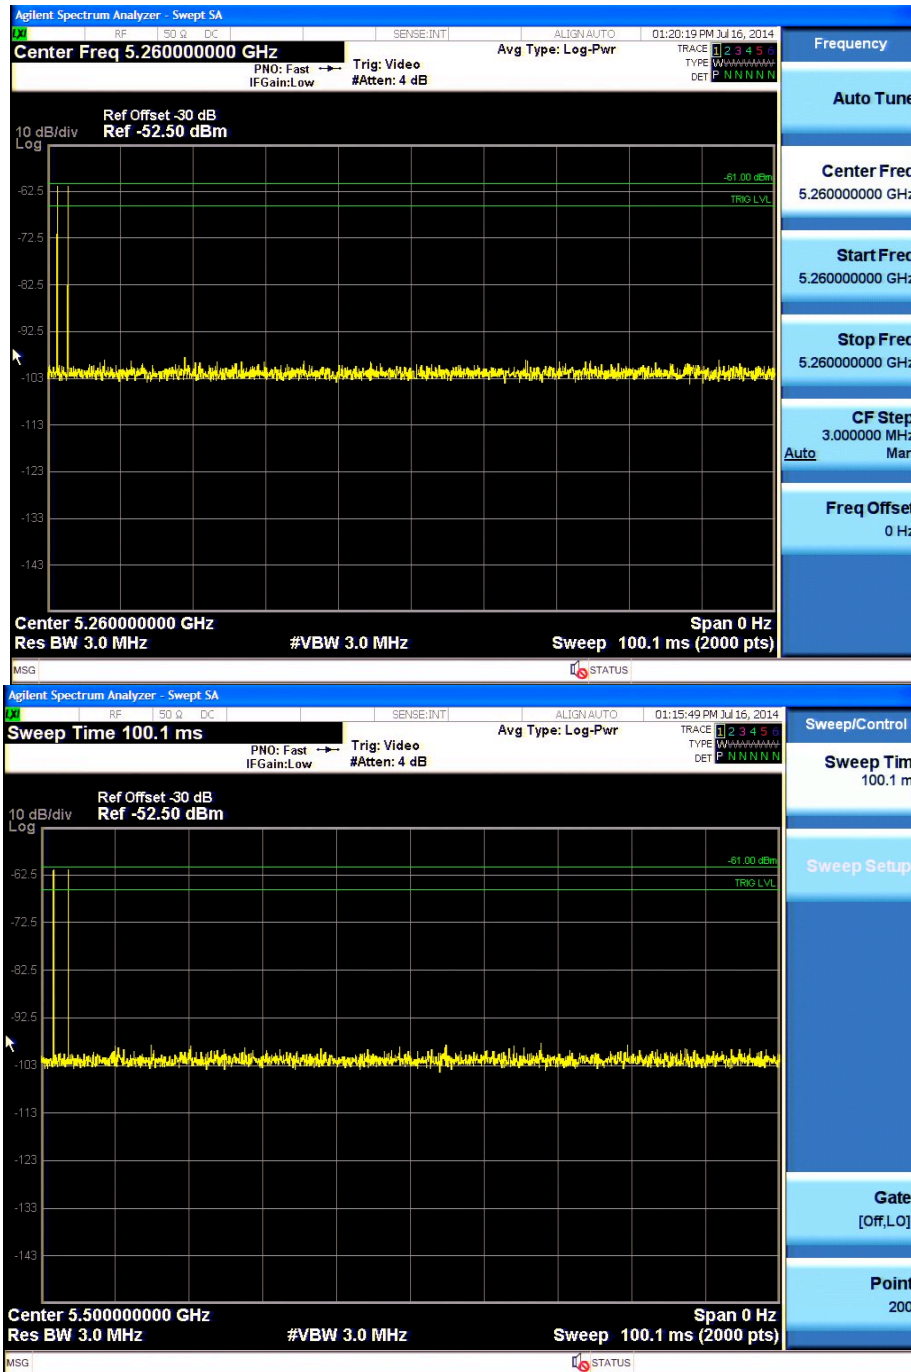 Agilent Spectrum Analyzer - Swept SA
LXI RF 50 Ω DC SENSE:INT ALIGN AUTO 01:20:19 PM Jul 16, 2014
Center Freq 5.260000000 GHz
Avg Type: Log-Pwr
TRACE 1 2 3 4 5 6
TYPE
DET P N N N N N
PNO: Fast
IFGain:Low
Trig: Video
#Atten: 4 dB
Ref Offset -30 dB
10 dB/div Ref -52.50 dBm
Log
-61.00 dBm
-62.5
TRIG LVL
-72.5
-82.5
-92.5
-103
-113
-123
-133
-143
Center 5.260000000 GHz Span 0 Hz
Res BW 3.0 MHz #VBW 3.0 MHz Sweep 100.1 ms (2000 pts)
MSG STATUS
Frequency
Auto Tune
Center Freq
5.260000000 GHz
Start Freq
5.260000000 GHz
Stop Freq
5.260000000 GHz
CF Step
3.000000 MHz
Auto Man
Freq Offset
0 Hz
Agilent Spectrum Analyzer - Swept SA
LXI RF 50 Ω DC SENSE:INT ALIGN AUTO 01:15:49 PM Jul 16, 2014
Sweep Time 100.1 ms
Avg Type: Log-Pwr
TRACE 1 2 3 4 5 6
TYPE
DET P N N N N N
PNO: Fast
IFGain:Low
Trig: Video
#Atten: 4 dB
Ref Offset -30 dB
10 dB/div Ref -52.50 dBm
Log
-61.00 dBm
-62.5
TRIG LVL
-72.5
-82.5
-92.5
-103
-113
-123
-133
-143
Center 5.500000000 GHz Span 0 Hz
Res BW 3.0 MHz #VBW 3.0 MHz Sweep 100.1 ms (2000 pts)
MSG STATUS
Sweep/Control
Sweep Tim
100.1 m
Sweep Setup
Gate
[Off,LO]
Point
200